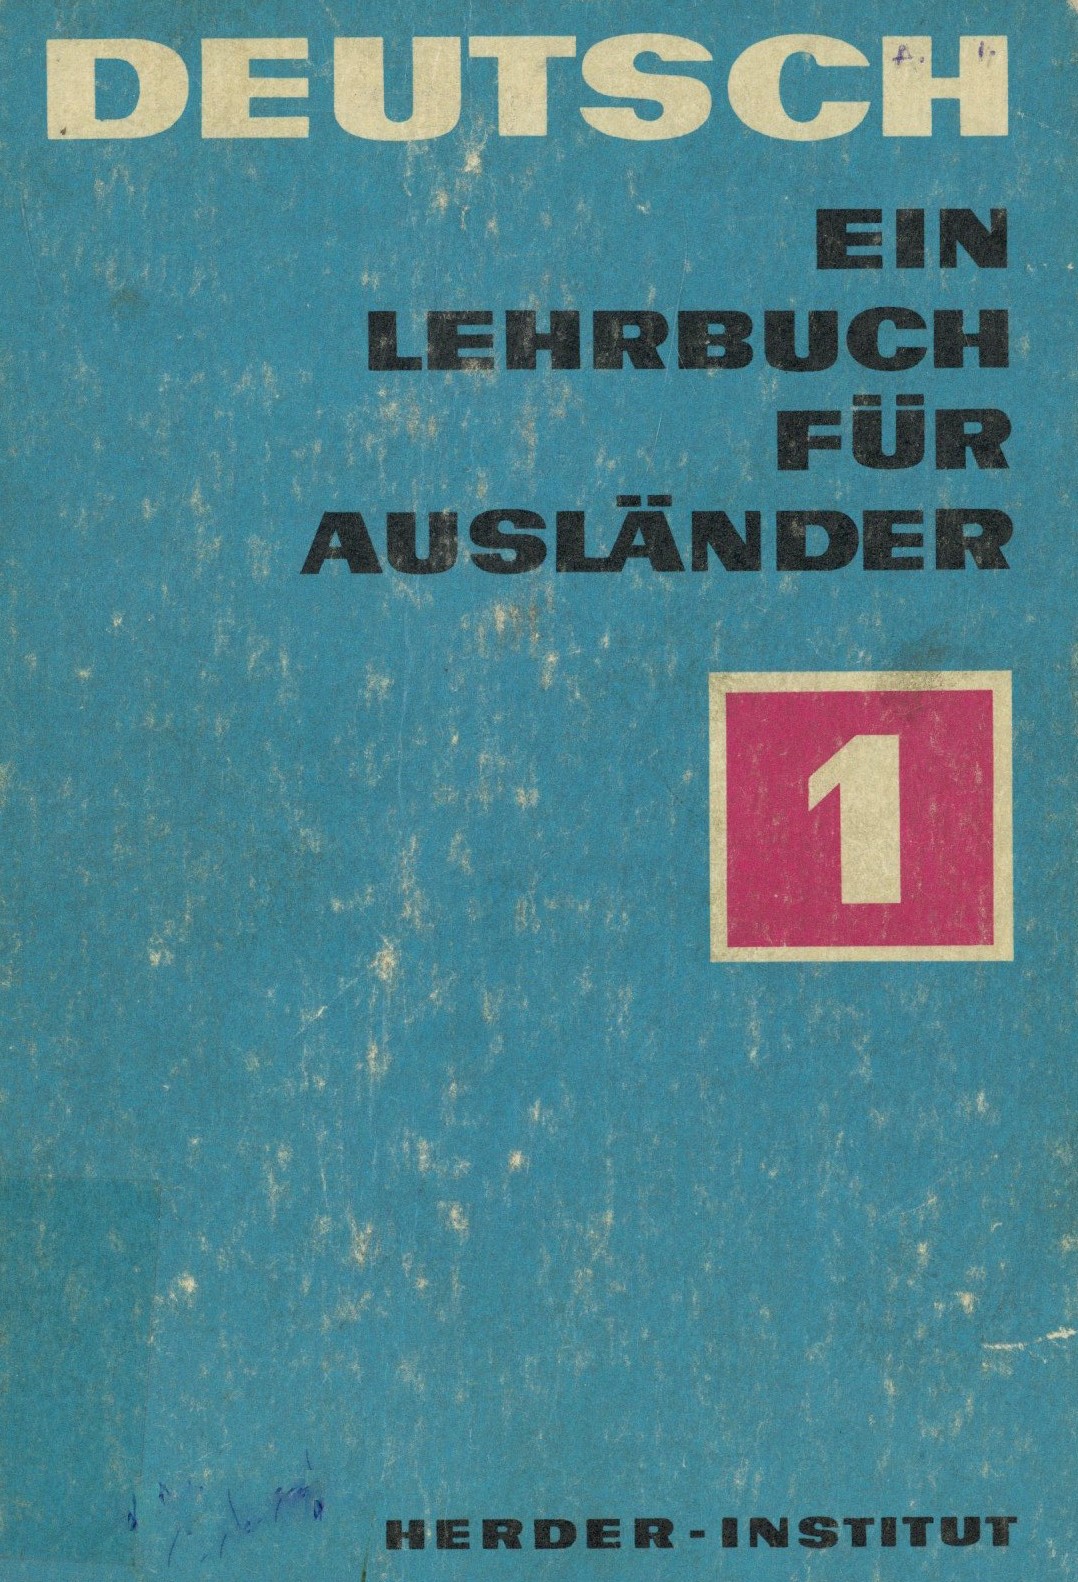 DEUTSCH
EIN
LEHRBUCH
FÜR
AUSLÄNDER
1
HERDER-INSTITUT